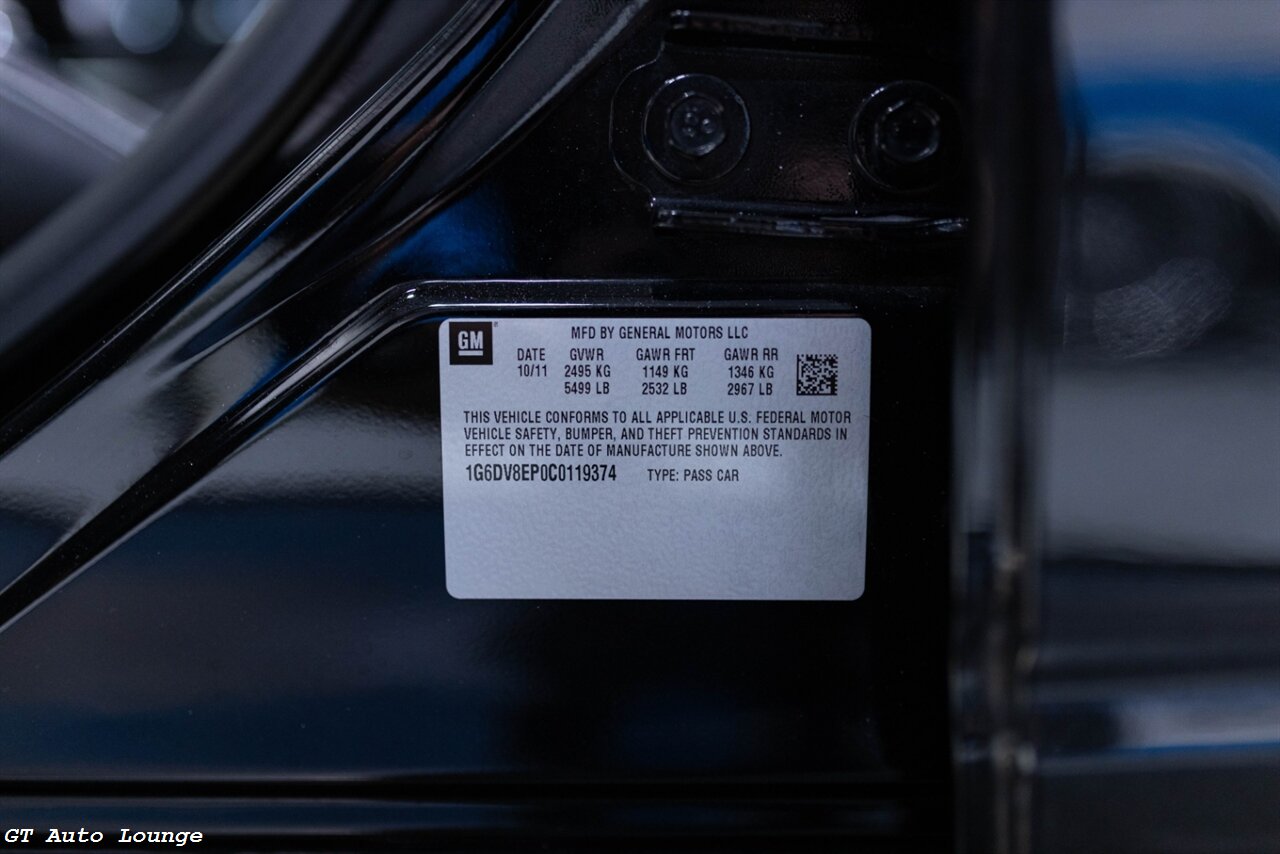 GM MFD BY GENERAL MOTORS LLC
DATE GVWR GAWR FRT GAWR RR
10/11 2495 KG 1149 KG 1346 KG
5499 LB 2532 LB 2967 LB
THIS VEHICLE CONFORMS TO ALL APPLICABLE U.S. FEDERAL MOTOR
VEHICLE SAFETY, BUMPER, AND THEFT PREVENTION STANDARDS IN
EFFECT ON THE DATE OF MANUFACTURE SHOWN ABOVE.
1G6DV8EP0C0119374 TYPE: PASS CAR
GT Auto Lounge